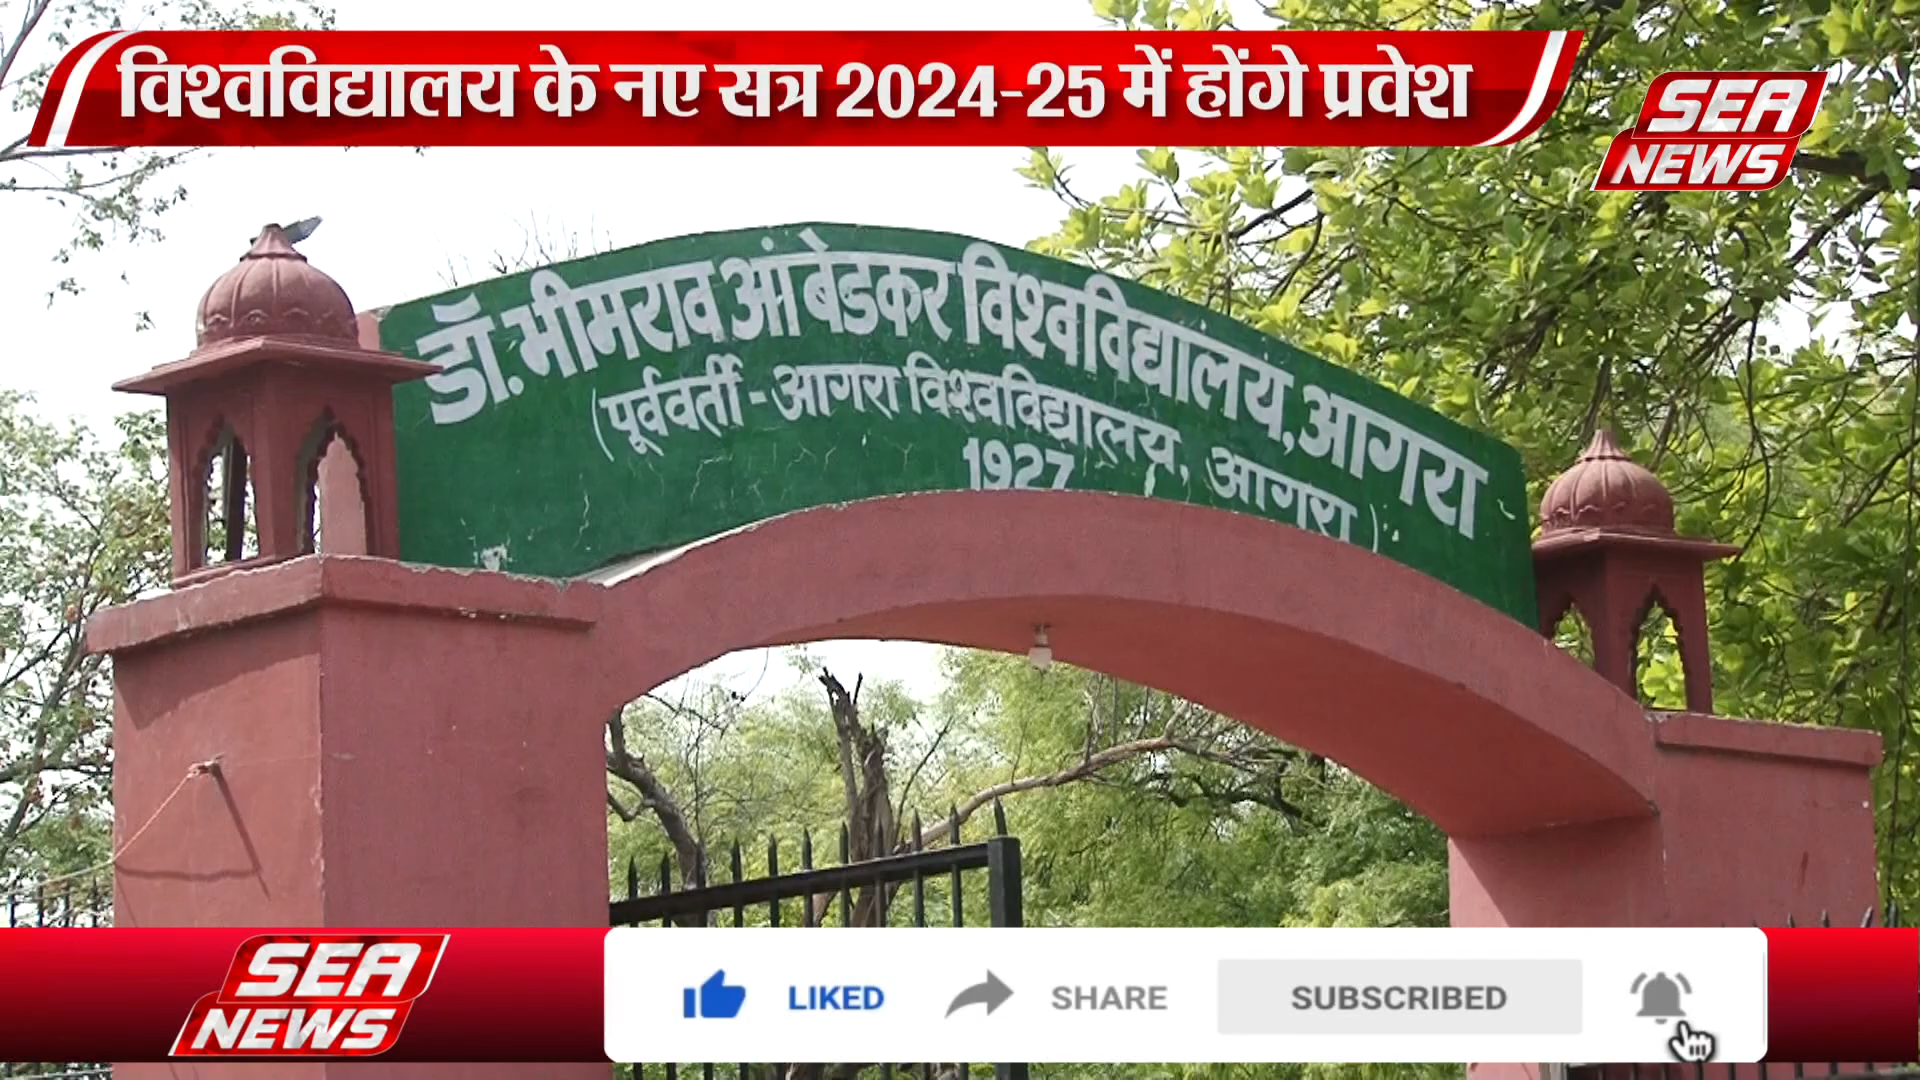 विश्वविद्यालय के नए सत्र 2024-25 में होंगे प्रवेश
SEA
NEWS
डॉ. भीमराव आंबेडकर विश्वविद्यालय, आगरा
(पूर्ववर्ती - आगरा विश्वविद्यालय, आगरा)
1927
SEA
NEWS
LIKED
SHARE
SUBSCRIBED